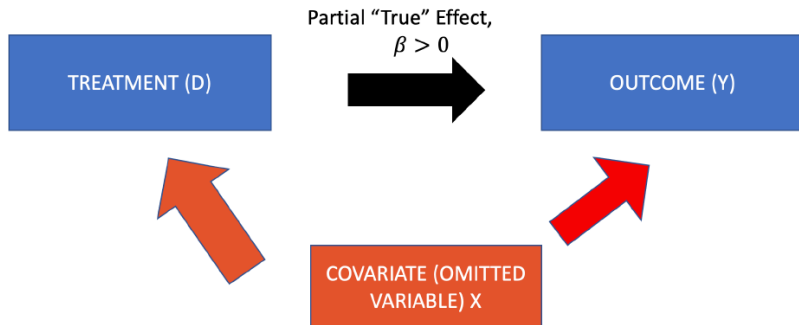 Partial “True” Effect,
𝛽 > 0
TREATMENT (D)
OUTCOME (Y)
COVARIATE (OMITTED
VARIABLE) X